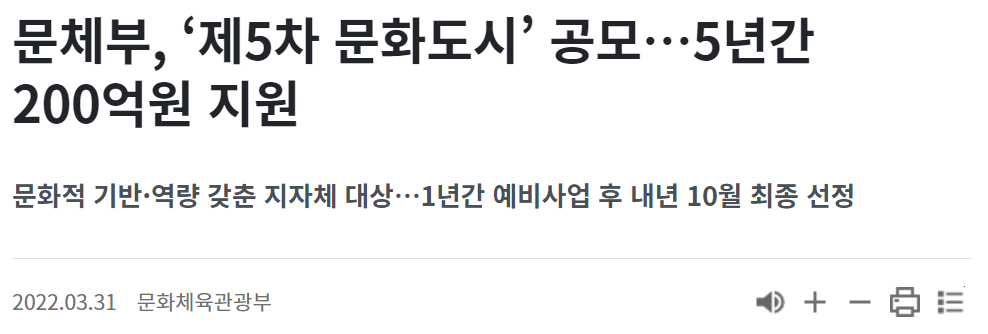 문체부, ‘제5차 문화도시’ 공모…5년간
200억원 지원
문화적 기반·역량 갖춘 지자체 대상…1년간 예비사업 후 내년 10월 최종 선정
2022.03.31 문화체육관광부